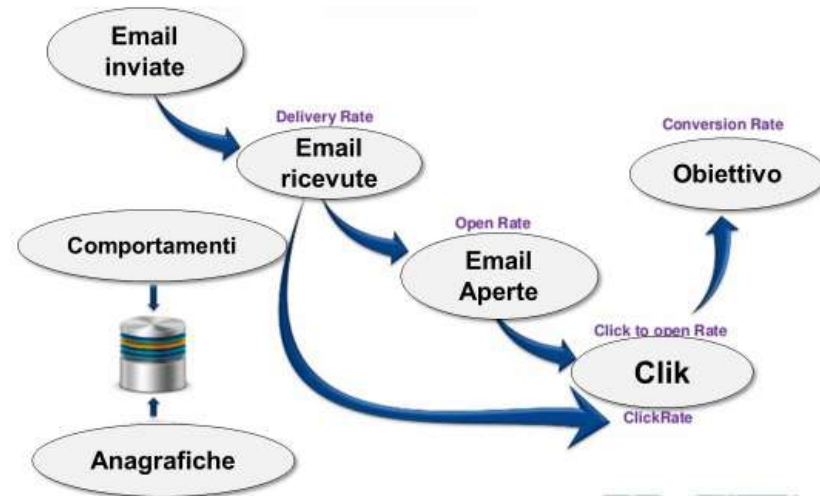 Email
inviate
Delivery Rate
Email
ricevute
Conversion Rate
Obiettivo
Comportamenti
Open Rate
Email
Aperte
Click to open Rate
Clik
ClickRate
Anagrafiche